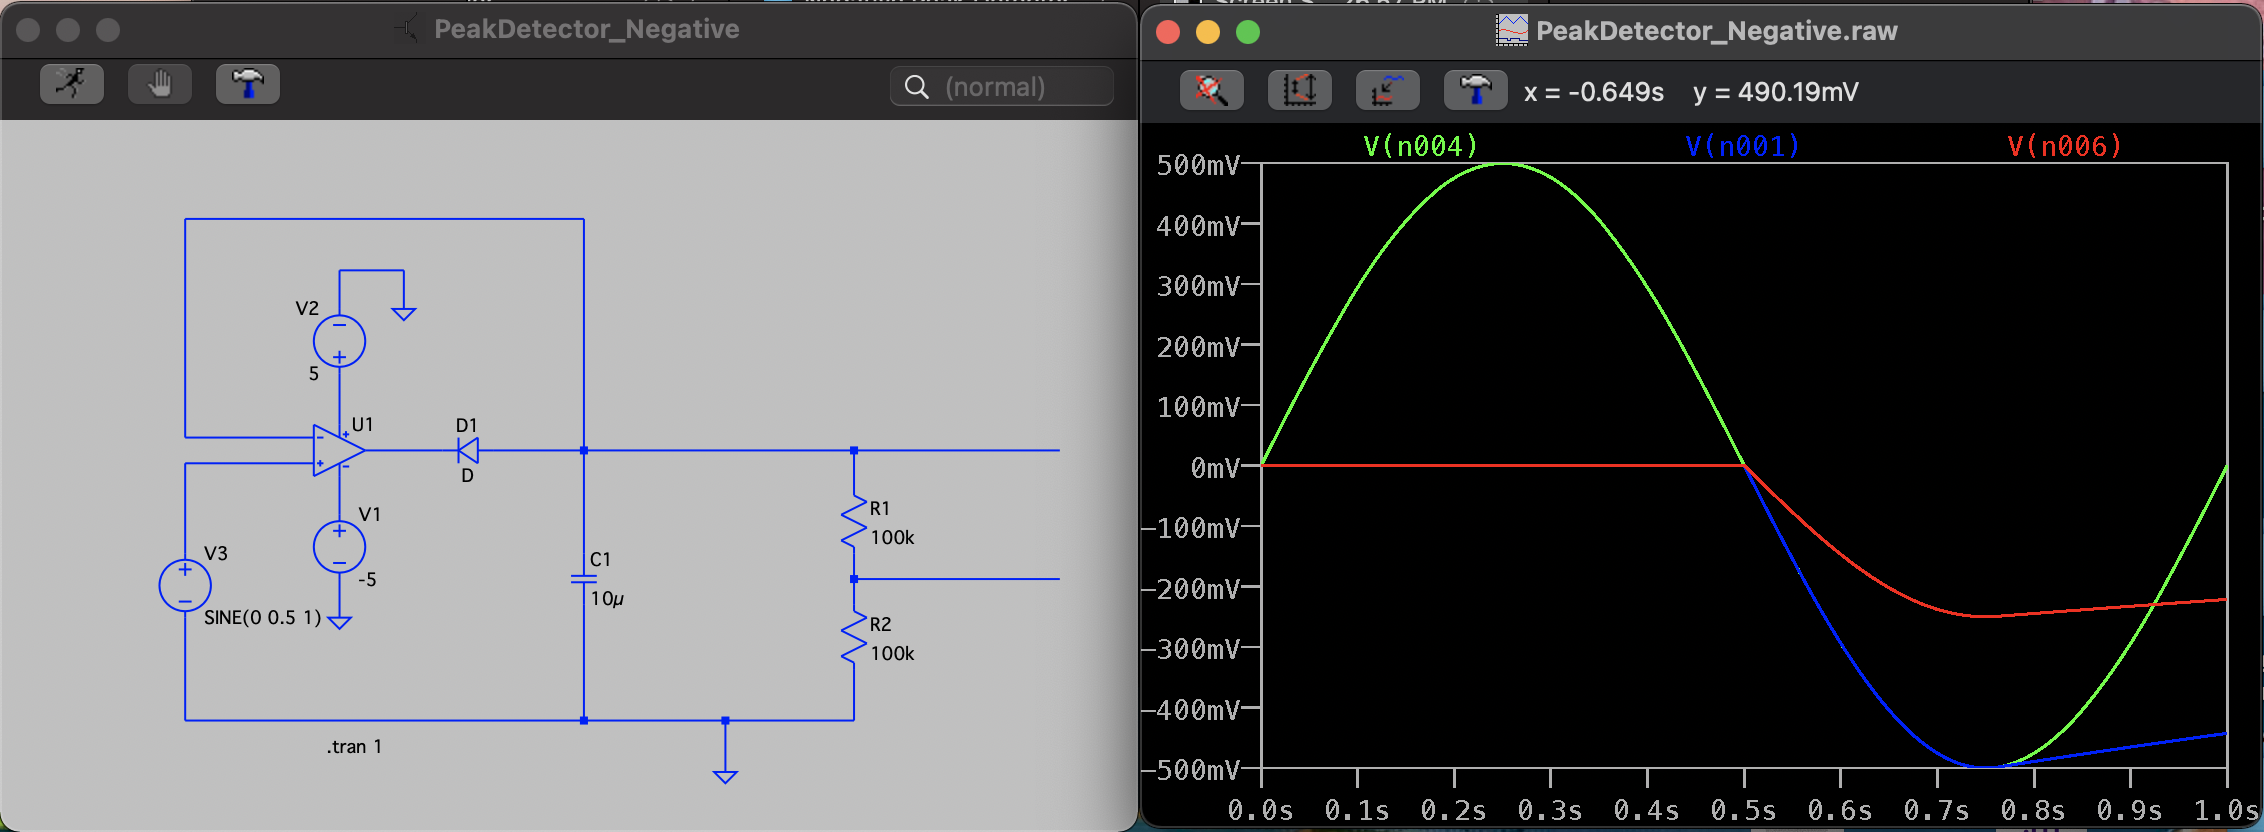 PeakDetector_Negative
(normal)
V2
5
U1
D1
D
V1
-5
V3
SINE(0 0.5 1)
C1
10µ
R1
100k
R2
100k
.tran 1
PeakDetector_Negative.raw
x = -0.649s y = 490.19mV
V(n004) V(n001) V(n006)
500mV
400mV
300mV
200mV
100mV
0mV
-100mV
-200mV
-300mV
-400mV
-500mV
0.0s 0.1s 0.2s 0.3s 0.4s 0.5s 0.6s 0.7s 0.8s 0.9s 1.0s